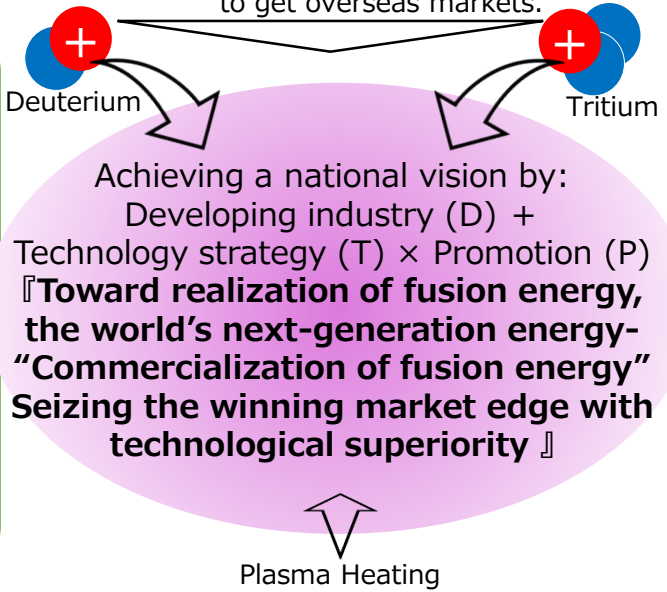 to get overseas markets.
+
+
Deuterium
Tritium
Achieving a national vision by:
Developing industry (D) +
Technology strategy (T) × Promotion (P)
『Toward realization of fusion energy,
the world’s next-generation energy-
“Commercialization of fusion energy”
Seizing the winning market edge with
technological superiority 』
Plasma Heating